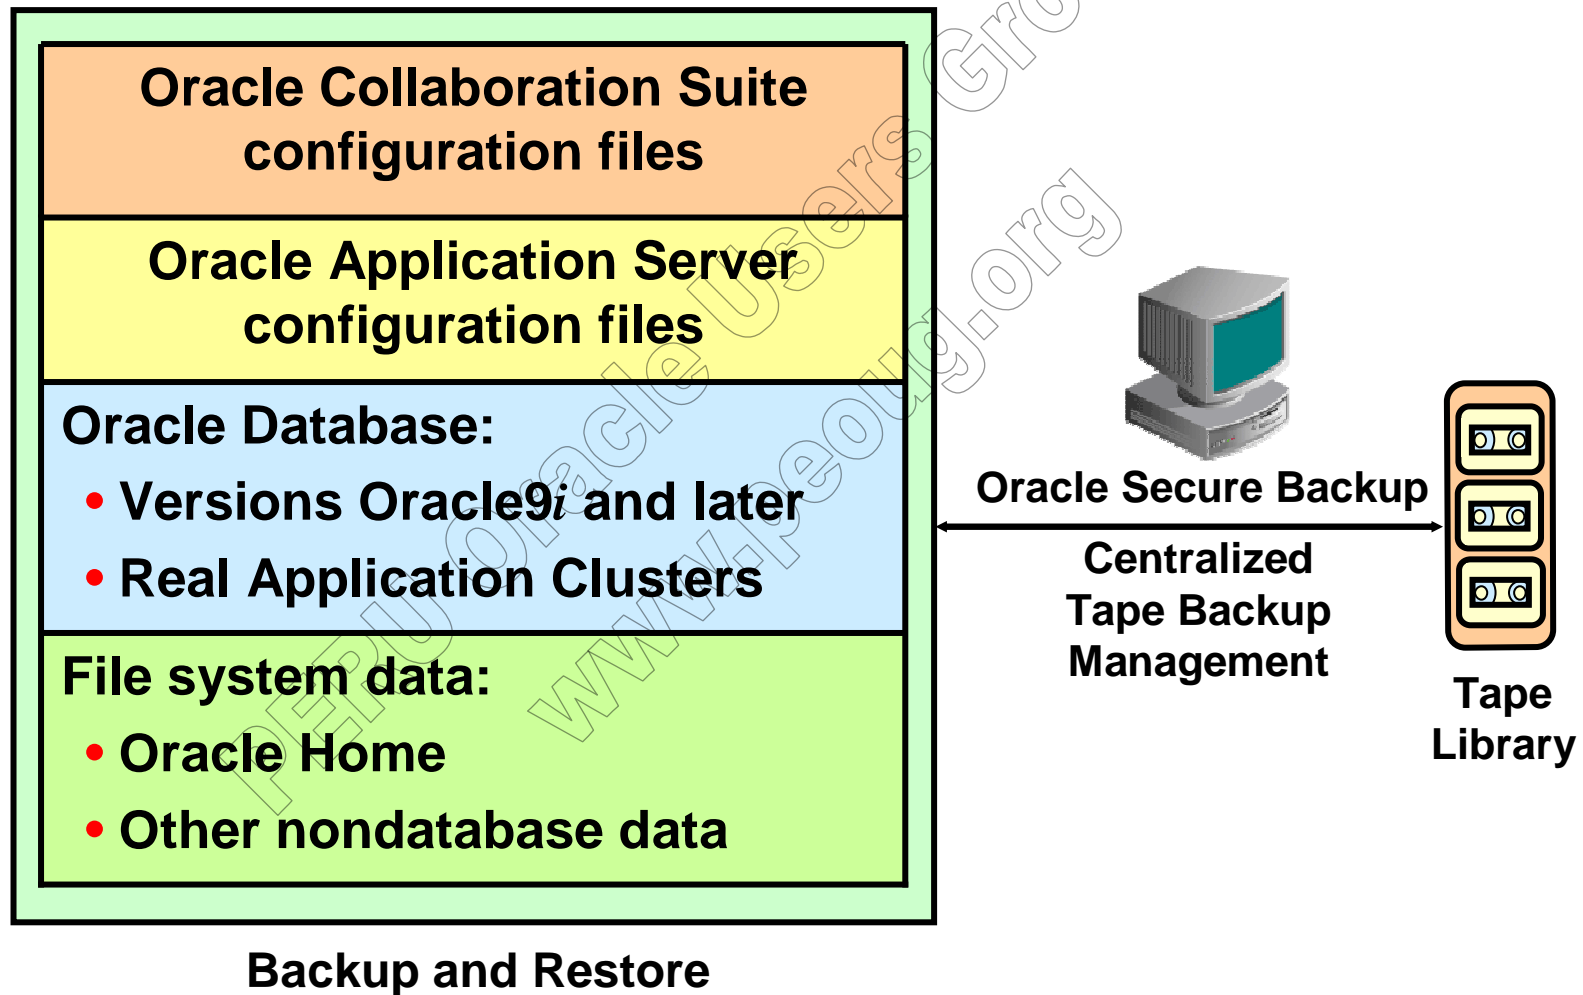 Oracle Collaboration Suite
configuration files
Oracle Application Server
configuration files
Oracle Database:
• Versions Oracle9i and later
• Real Application Clusters
File system data:
• Oracle Home
• Other nondatabase data
Backup and Restore
Oracle Secure Backup
Centralized
Tape Backup
Management
Tape
Library
PERU Oracle Users Gro
www.peoug.org